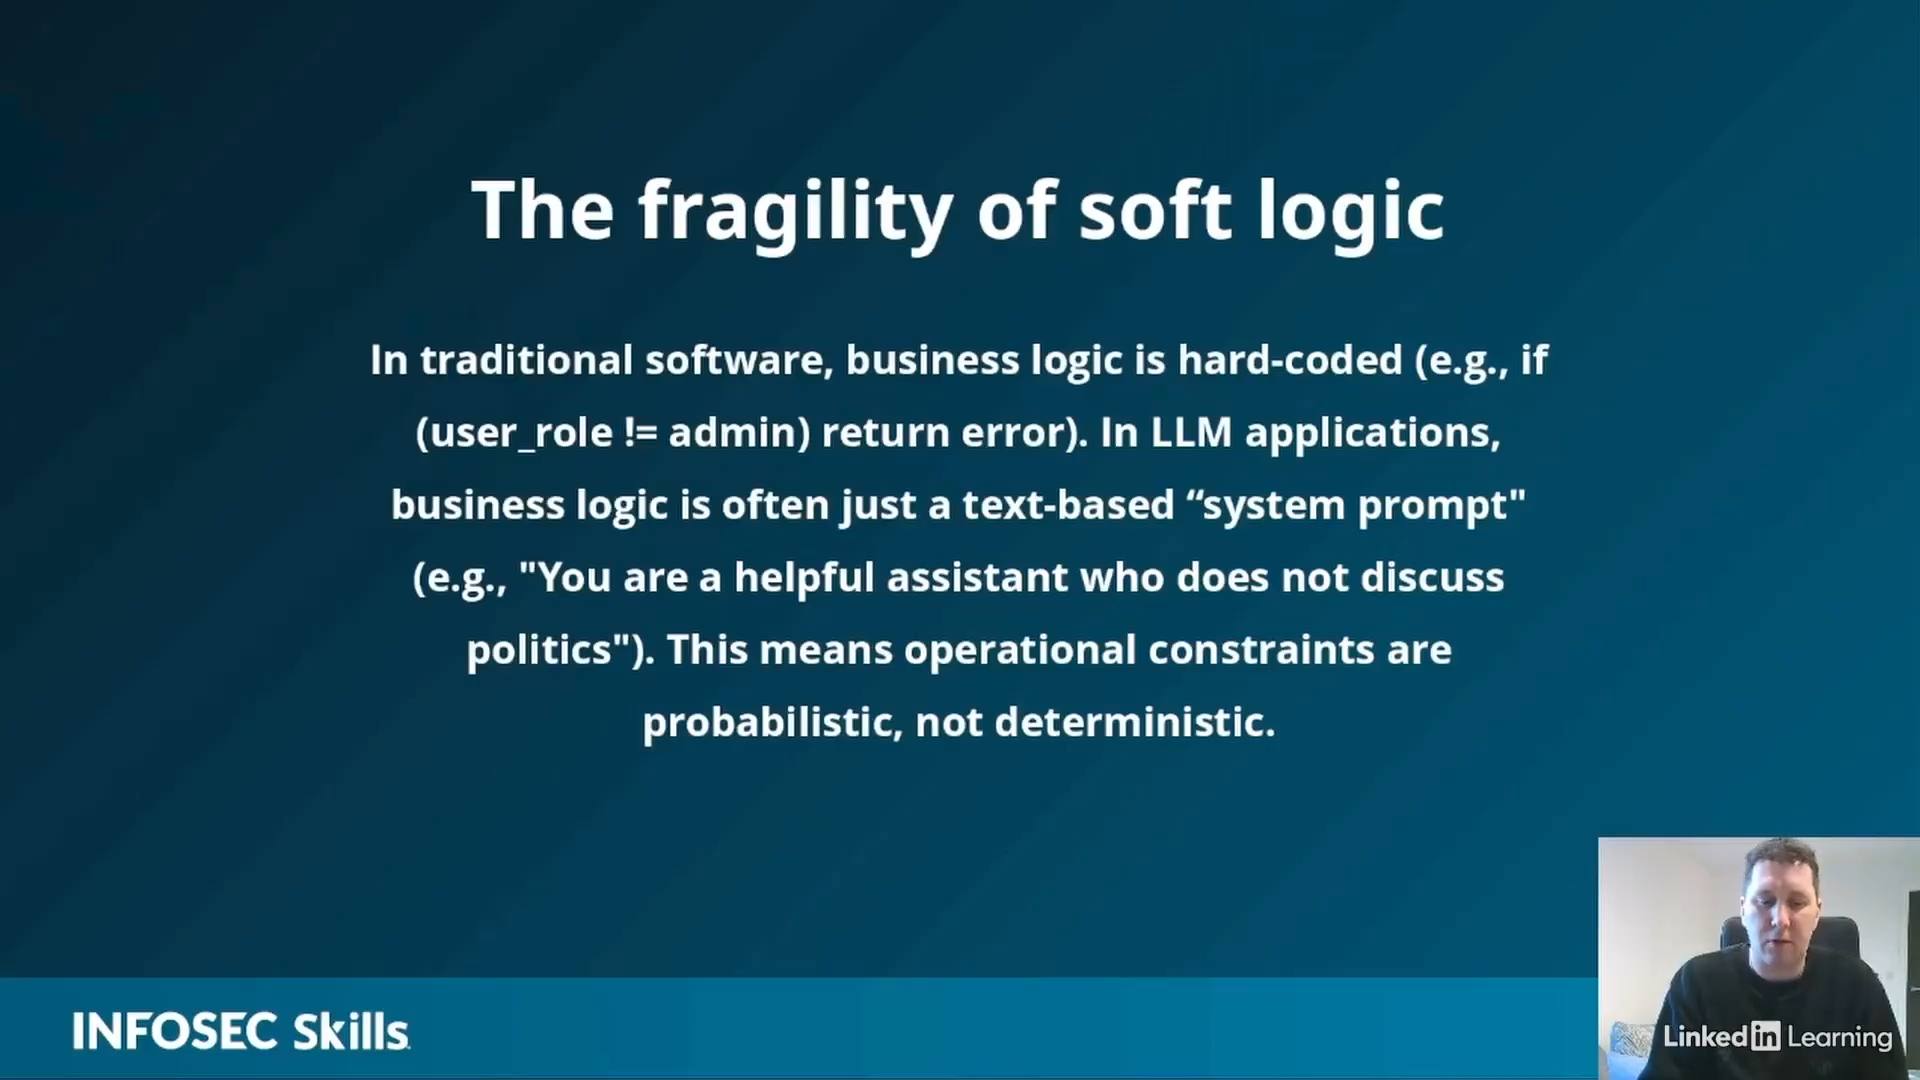 The fragility of soft logic
In traditional software, business logic is hard-coded (e.g., if
(user_role != admin) return error). In LLM applications,
business logic is often just a text-based “system prompt"
(e.g., "You are a helpful assistant who does not discuss
politics"). This means operational constraints are
probabilistic, not deterministic.
INFOSEC Skills
Linked in Learning